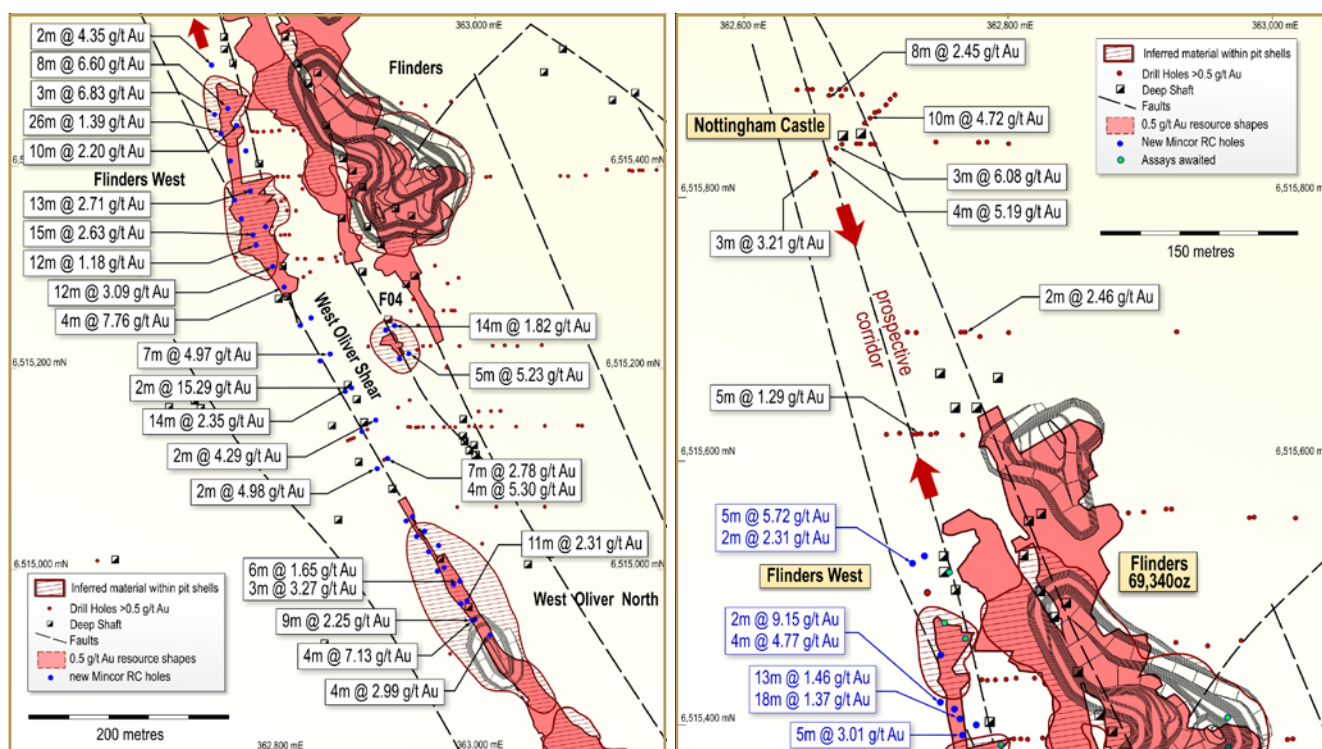 363,000 mE
2m @ 4.35 g/t Au
8m @ 6.60 g/t Au
3m @ 6.83 g/t Au
26m @ 1.39 g/t Au
10m @ 2.20 g/t Au
Flinders
6,515,400 mN
Flinders West
13m @ 2.71 g/t Au
15m @ 2.63 g/t Au
12m @ 1.18 g/t Au
12m @ 3.09 g/t Au
4m @ 7.76 g/t Au
West Oliver Shear
F04
14m @ 1.82 g/t Au
7m @ 4.97 g/t Au
6,515,200 mN
5m @ 5.23 g/t Au
2m @ 15.29 g/t Au
14m @ 2.35 g/t Au
2m @ 4.29 g/t Au
7m @ 2.78 g/t Au
4m @ 5.30 g/t Au
2m @ 4.98 g/t Au
11m @ 2.31 g/t Au
6,515,000 mN
6m @ 1.65 g/t Au
3m @ 3.27 g/t Au
West Oliver North
9m @ 2.25 g/t Au
4m @ 7.13 g/t Au
4m @ 2.99 g/t Au
Inferred material within pit shells
Drill Holes >0.5 g/t Au
Deep Shaft
Faults
0.5 g/t Au resource shapes
new Mincor RC holes
200 metres
362,800 mE
363,000 mE
362,600 mE
362,800 mE
363,000 mE
8m @ 2.45 g/t Au
Nottingham Castle
10m @ 4.72 g/t Au
3m @ 6.08 g/t Au
6,515,800 mN
6,515,800 mN
4m @ 5.19 g/t Au
3m @ 3.21 g/t Au
Inferred material within pit shells
Drill Holes >0.5 g/t Au
Deep Shaft
Faults
0.5 g/t Au resource shapes
New Mincor RC holes
Assays awaited
150 metres
prospective
corridor
2m @ 2.46 g/t Au
5m @ 1.29 g/t Au
6,515,600 mN
6,515,600 mN
5m @ 5.72 g/t Au
2m @ 2.31 g/t Au
Flinders West
Flinders
69,340oz
2m @ 9.15 g/t Au
4m @ 4.77 g/t Au
13m @ 1.46 g/t Au
18m @ 1.37 g/t Au
5m @ 3.01 g/t Au
6,515,400 mN
6,515,400 mN